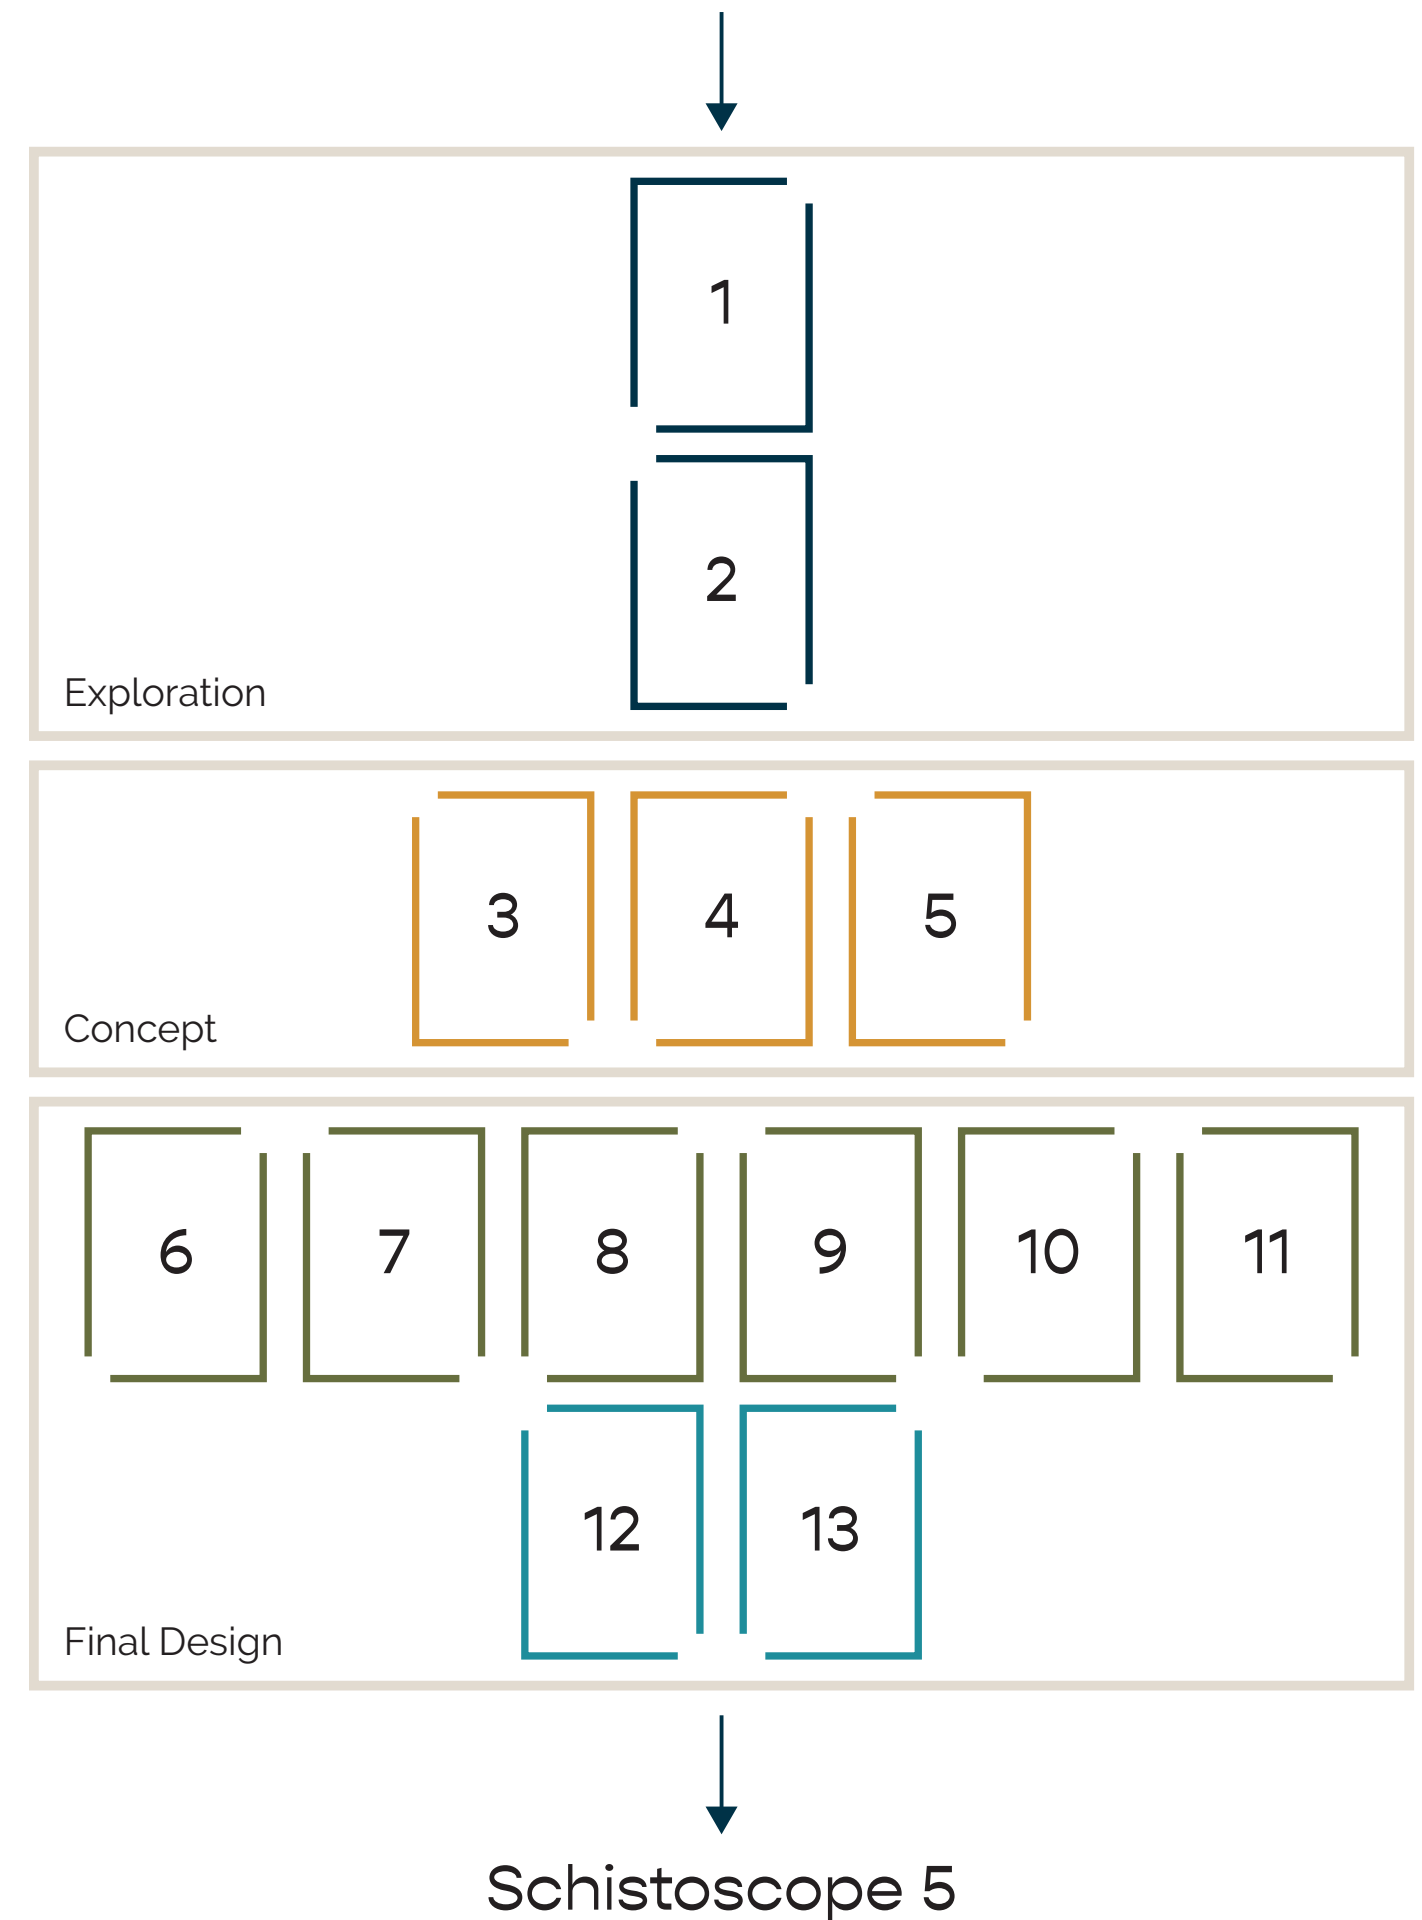 1
2
Exploration
3 4 5
Concept
6 7 8 9 10 11
12 13
Final Design
Schistoscope 5